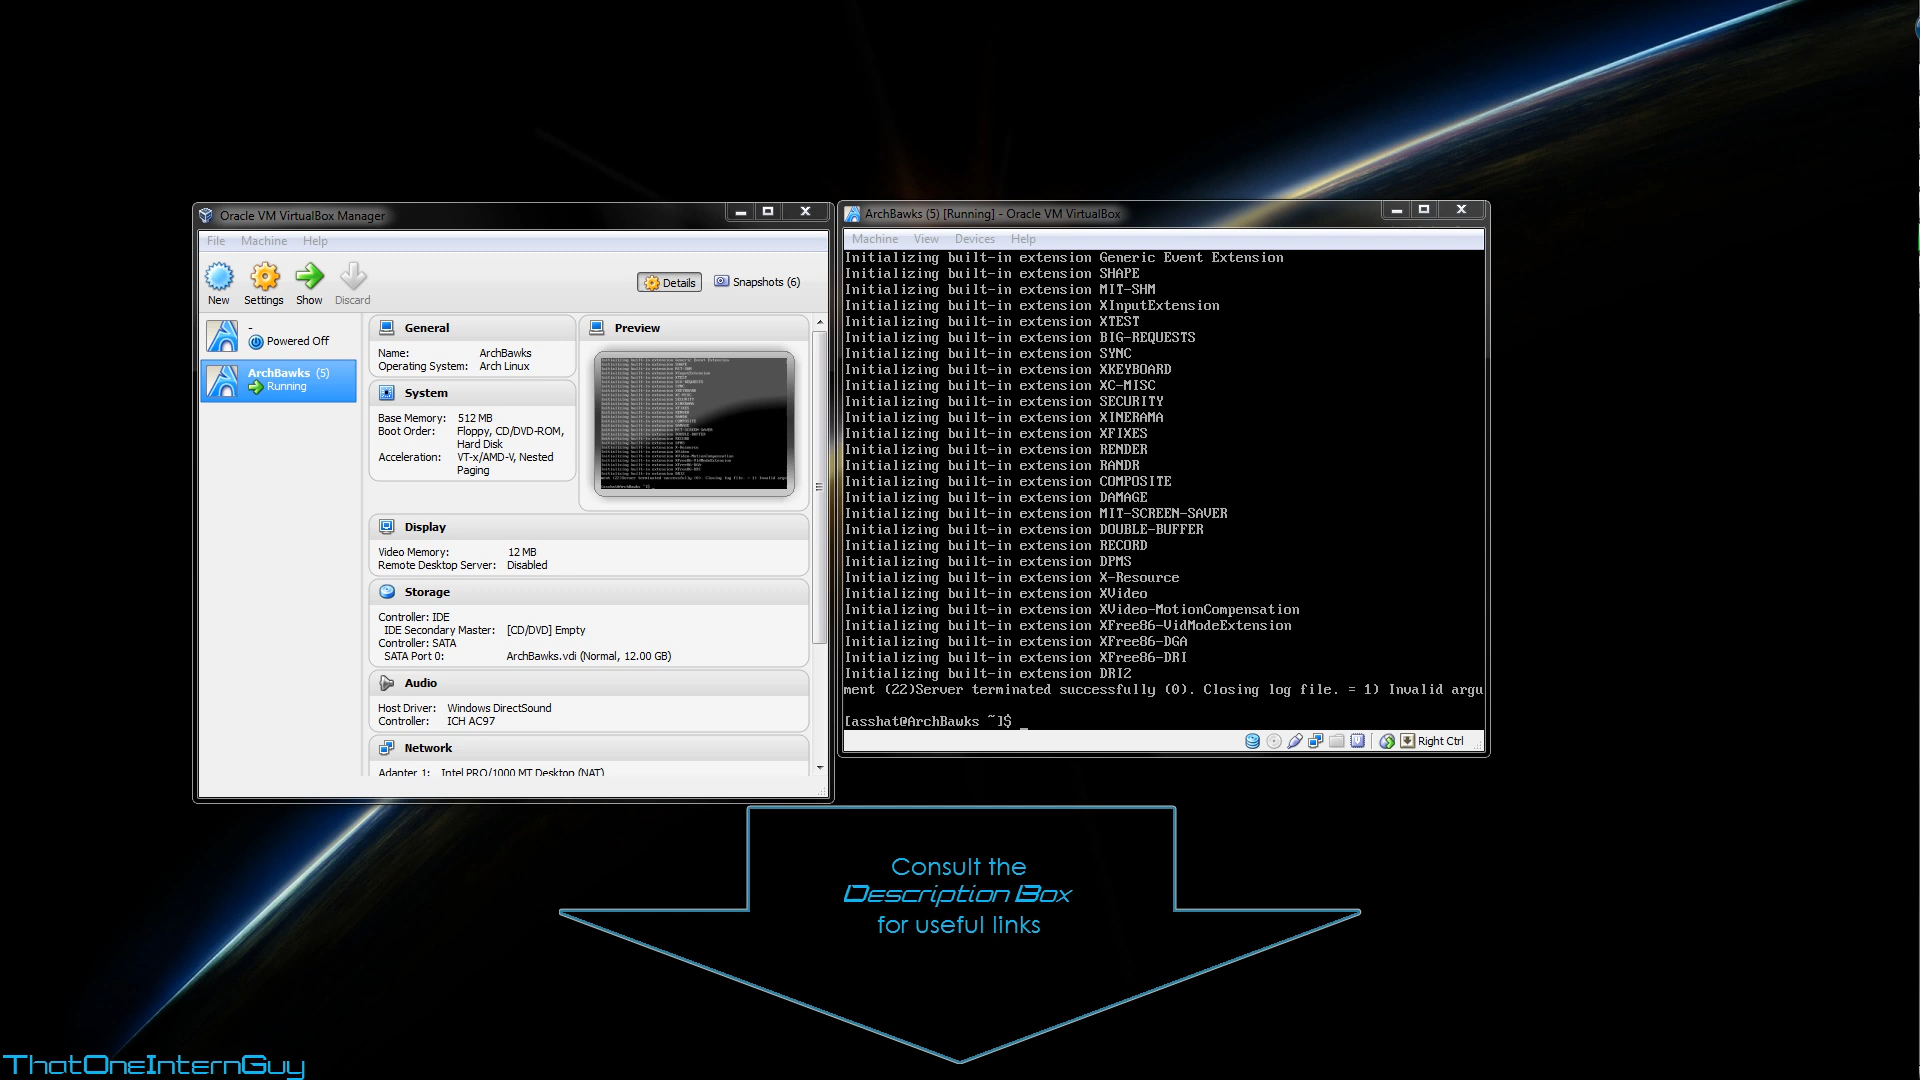 Oracle VM VirtualBox Manager
File Machine Help
New Settings Show Discard
Details Snapshots (6)
-
Powered Off
ArchBawks (5)
Running
General
Name: ArchBawks
Operating System: Arch Linux
System
Base Memory: 512 MB
Boot Order: Floppy, CD/DVD-ROM,
Hard Disk
Acceleration: VT-x/AMD-V, Nested
Paging
Preview
Display
Video Memory: 12 MB
Remote Desktop Server: Disabled
Storage
Controller: IDE
IDE Secondary Master: [CD/DVD] Empty
Controller: SATA
SATA Port 0: ArchBawks.vdi (Normal, 12.00 GB)
Audio
Host Driver: Windows DirectSound
Controller: ICH AC97
Network
Adapter 1: Intel PRO/1000 MT Desktop (NAT)
ArchBawks (5) [Running] - Oracle VM VirtualBox
Machine View Devices Help
Initializing built-in extension Generic Event Extension
Initializing built-in extension SHAPE
Initializing built-in extension MIT-SHM
Initializing built-in extension XInputExtension
Initializing built-in extension XTEST
Initializing built-in extension BIG-REQUESTS
Initializing built-in extension SYNC
Initializing built-in extension XKEYBOARD
Initializing built-in extension XC-MISC
Initializing built-in extension SECURITY
Initializing built-in extension XINERAMA
Initializing built-in extension XFIXES
Initializing built-in extension RENDER
Initializing built-in extension RANDR
Initializing built-in extension COMPOSITE
Initializing built-in extension DAMAGE
Initializing built-in extension MIT-SCREEN-SAVER
Initializing built-in extension DOUBLE-BUFFER
Initializing built-in extension RECORD
Initializing built-in extension DPMS
Initializing built-in extension X-Resource
Initializing built-in extension XVideo
Initializing built-in extension XVideo-MotionCompensation
Initializing built-in extension XFree86-VidModeExtension
Initializing built-in extension XFree86-DGA
Initializing built-in extension XFree86-DRI
Initializing built-in extension DRI2
ment (22)Server terminated successfully (0). Closing log file. = 1) Invalid argu
[asshat@ArchBawks ~]$ _
Right Ctrl
Consult the
Description Box
for useful links
ThatOneInternGuy